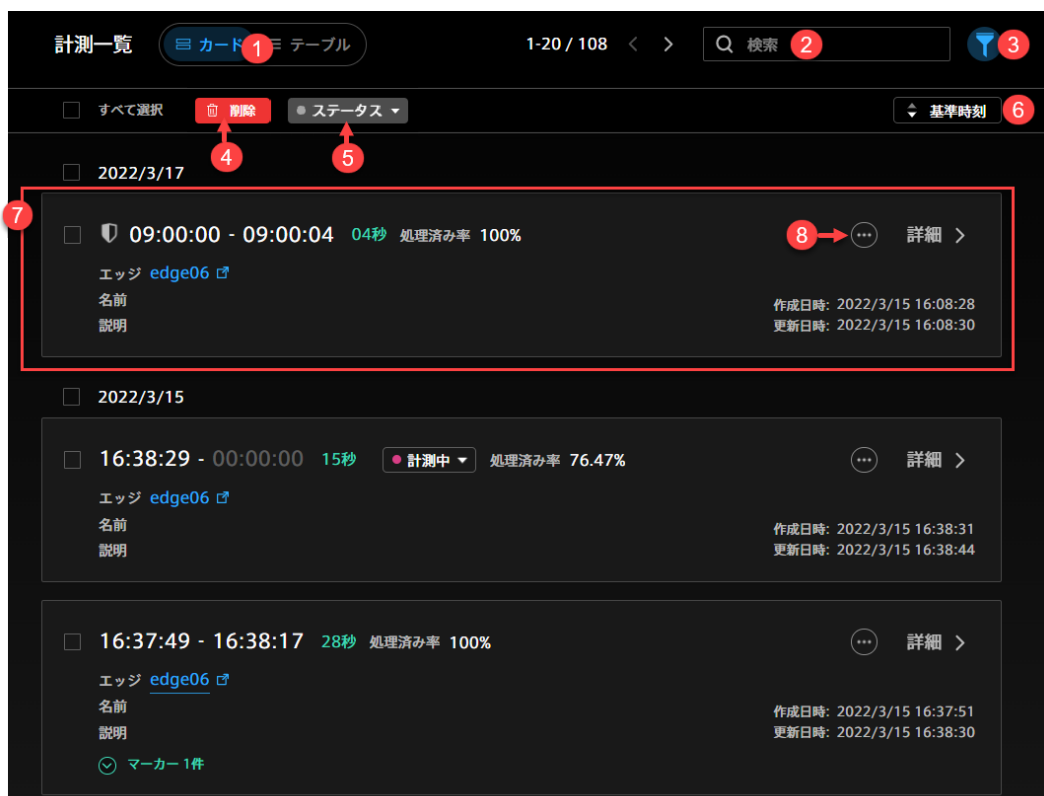 計測一覧 カード 1 テーブル 1-20 / 108 < > 検索 2 3
すべて選択 削除 ステータス 基準時刻 6
4 5
2022/3/17
7
09:00:00 - 09:00:04 04秒 処理済み率 100% 8 詳細 >
エッジ edge06
名前
作成日時: 2022/3/15 16:08:28
説明
更新日時: 2022/3/15 16:08:30
2022/3/15
16:38:29 - 00:00:00 15秒 計測中 処理済み率 76.47% 詳細 >
エッジ edge06
名前
作成日時: 2022/3/15 16:38:31
説明
更新日時: 2022/3/15 16:38:44
16:37:49 - 16:38:17 28秒 処理済み率 100% 詳細 >
エッジ edge06
名前
作成日時: 2022/3/15 16:37:51
説明
更新日時: 2022/3/15 16:38:30
マーカー 1件